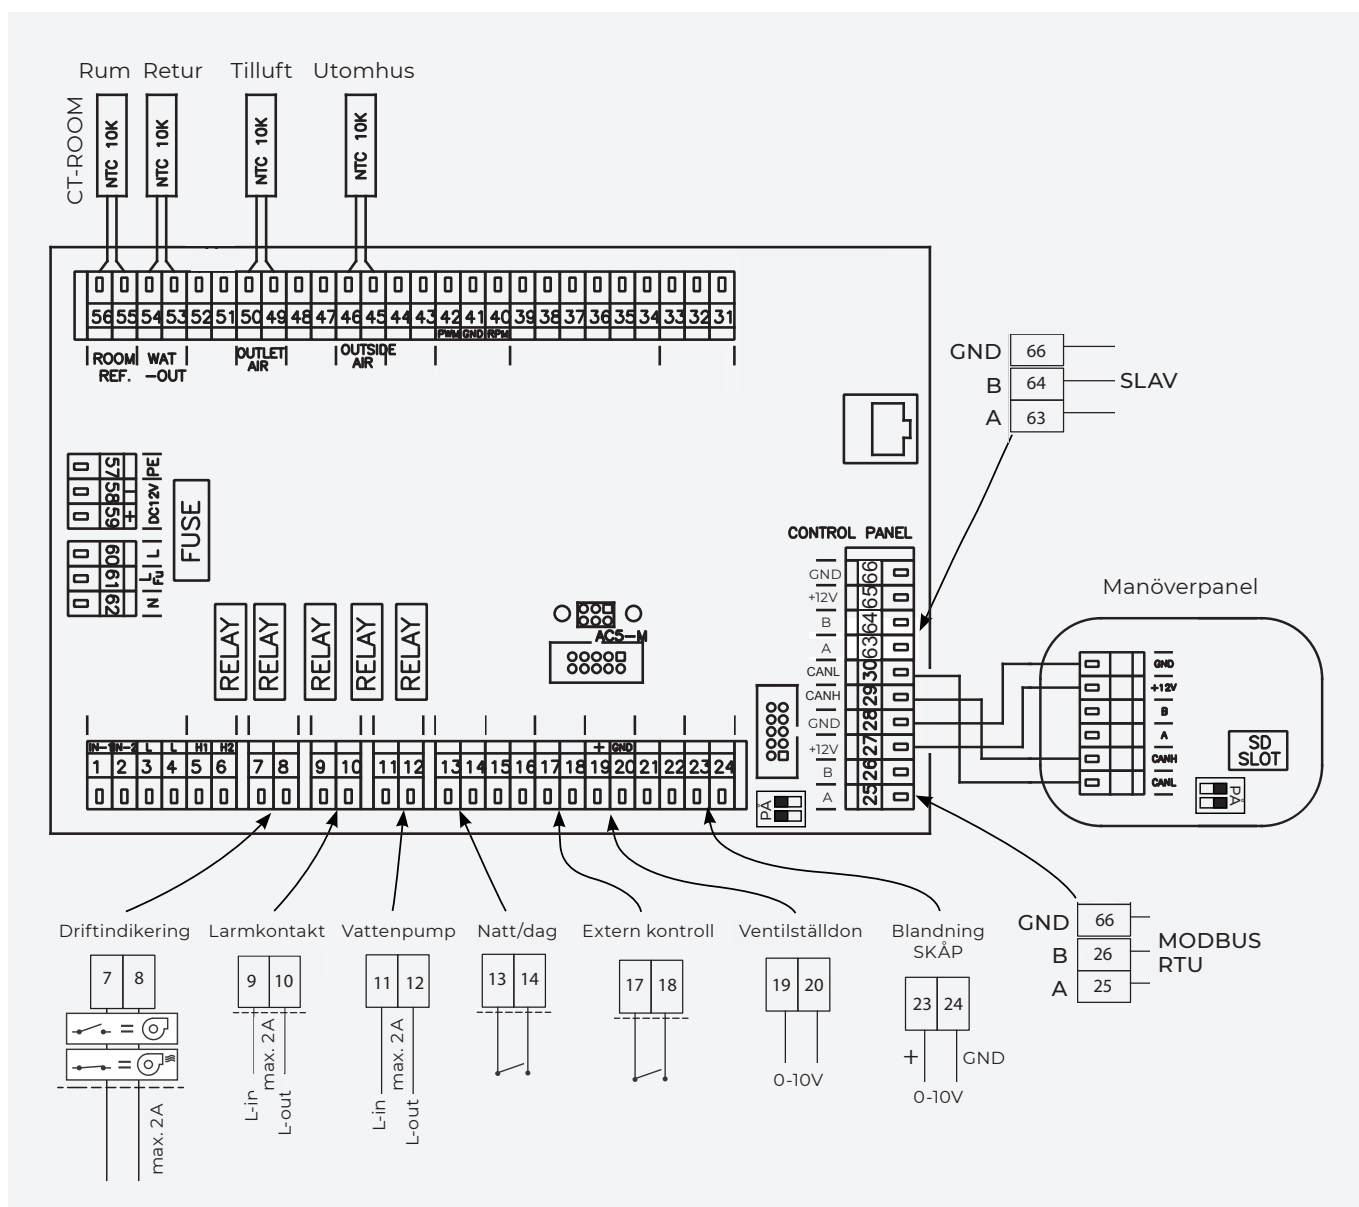 Rum Retur Tilluft Utomhus
CT-ROOM
NTC 10K
NTC 10K
NTC 10K
NTC 10K
56 55 54 53 52 51 50 49 48 47 46 45 44 43 42 41 40 39 38 37 36 35 34 33 32 31
PWM GND RPM
ROOM REF.
WAT -OUT
OUTLET AIR
OUTSIDE AIR
GND 66
B 64
A 63
SLAV
57 PE
58 -
59 +
DC12V
60 L
61 L Fu
62 N
FUSE
RELAY
RELAY
RELAY
RELAY
RELAY
AC5-M
CONTROL PANEL
GND 66
+12V 65
B 64
A 63
CANL 30
CANH 29
GND 28
+12V 27
B 26
A 25
PÅ
Manöverpanel
GND
+12V
B
A
CANH
CANL
SD
SLOT
PÅ
IN-1 IN-2 L L H1 H2 + GND
1 2 3 4 5 6 7 8 9 10 11 12 13 14 15 16 17 18 19 20 21 22 23 24
Driftindikering
7 8
=
=
max. 2A
Larmkontakt
9 10
L-in
max. 2A
L-out
Vattenpump
11 12
L-in
max. 2A
L-out
Natt/dag
13 14
Extern kontroll
17 18
Ventilställdon
19 20
0-10V
Blandning
SKÅP
23 24
+ GND
0-10V
GND 66
B 26
A 25
MODBUS
RTU